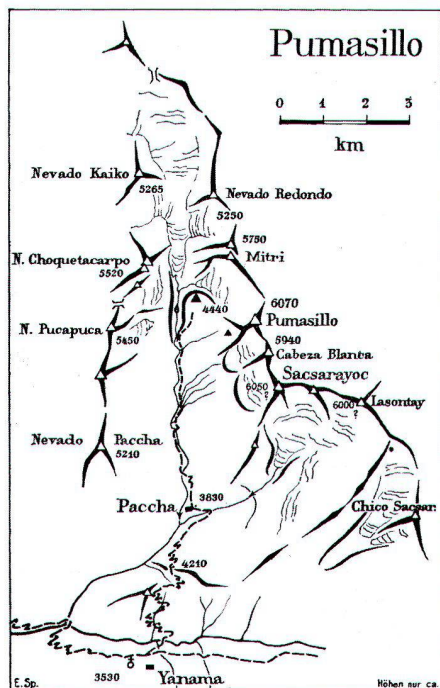 Pumasillo
0 1 2 3
km
Nevado Kaiko
5265
Nevado Redondo
5250
5750
Mitri
N. Choquetacarpo
5520
4440
6070
Pumasillo
N. Pucapuca
5450
5940
Cabeza Blanca
Sacsarayoc
6050
?
6000
?
Lasontay
Nevado Paccha
5210
3830
Paccha
Chico Sacsar.
4210
3530
Yanama
E.Sp.
Höhen nur ca.